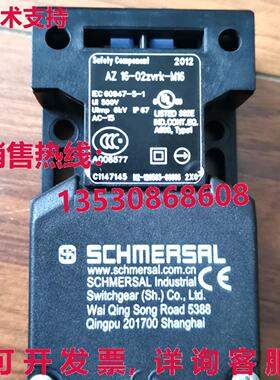 Safety Component 2012
AZ 16-02zvrk-M16
IEC 60947-5-1
Ui 500V
Uimp 6kV IP 67
AC-15
LISTED
IND.CONT.EQ.
A600, Type1
销售热线:
13530868608
C1147145
SCHMERSAL
www.schmersal.com.cn
SCHMERSAL Industrial
Switchgear (Sh.) Co., Ltd.
Wai Qing Song Road 5388
Qingpu 201700 Shanghai
可开发票,详询客服